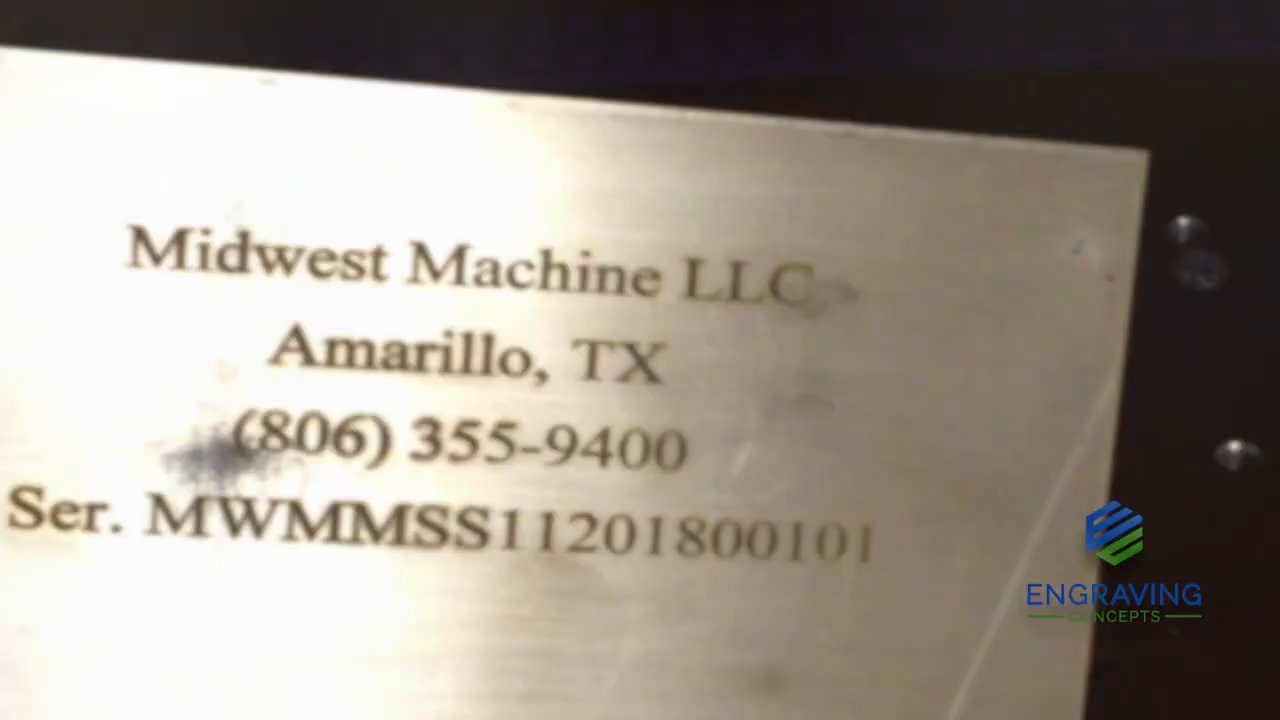 Midwest Machine LLC
Amarillo, TX
(806) 355-9400
Ser. MWMMSS11201800101
ENGRAVING
CONCEPTS